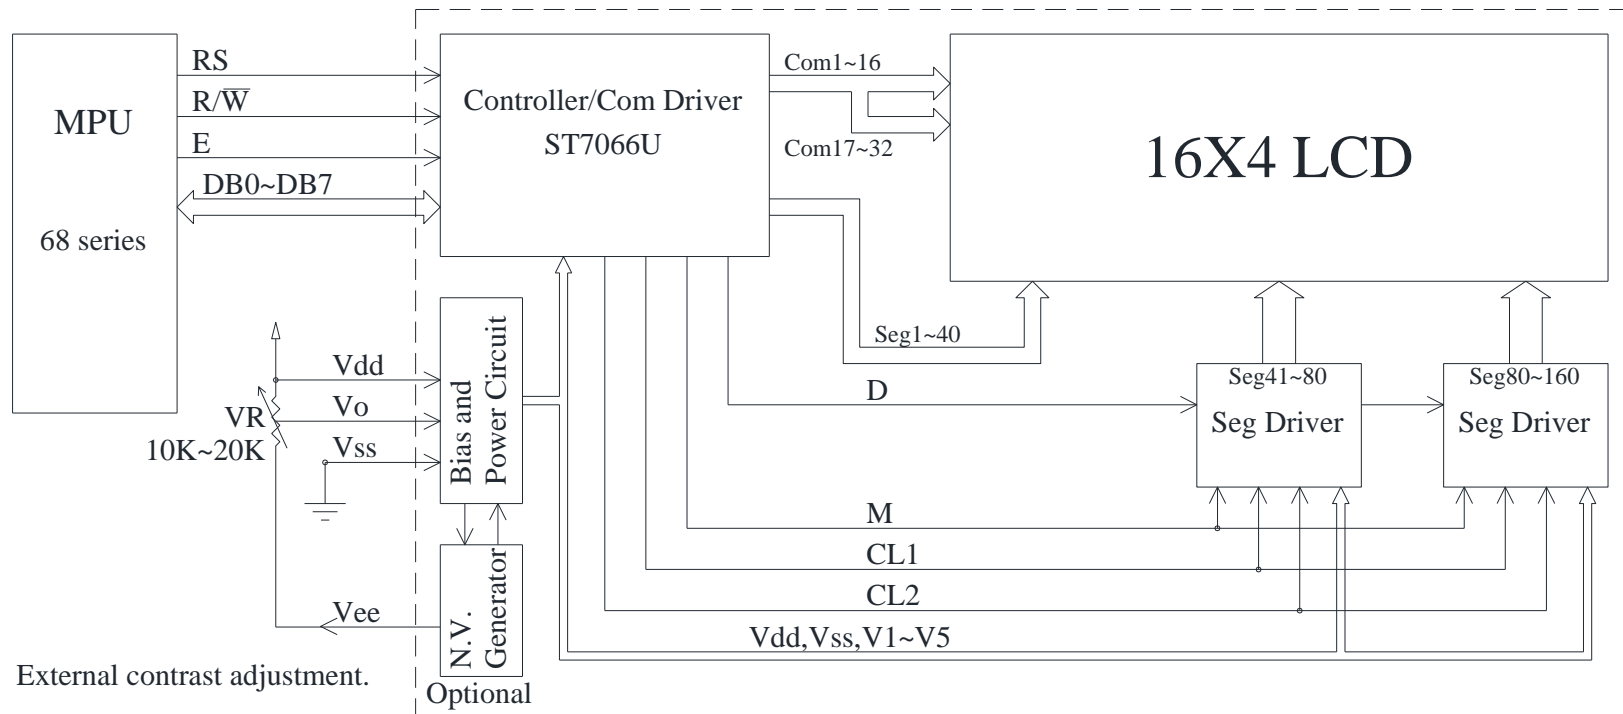 MPU
68 series
RS
R/W̅
E
DB0~DB7
Controller/Com Driver
ST7066U
Com1~16
Com17~32
16X4 LCD
Seg1~40
D
Seg41~80
Seg Driver
Seg80~160
Seg Driver
Vdd
Vo
Vss
VR
10K~20K
Bias and
Power Circuit
M
CL1
CL2
Vee
N.V.
Generator
Vdd,Vss,V1~V5
External contrast adjustment.
Optional